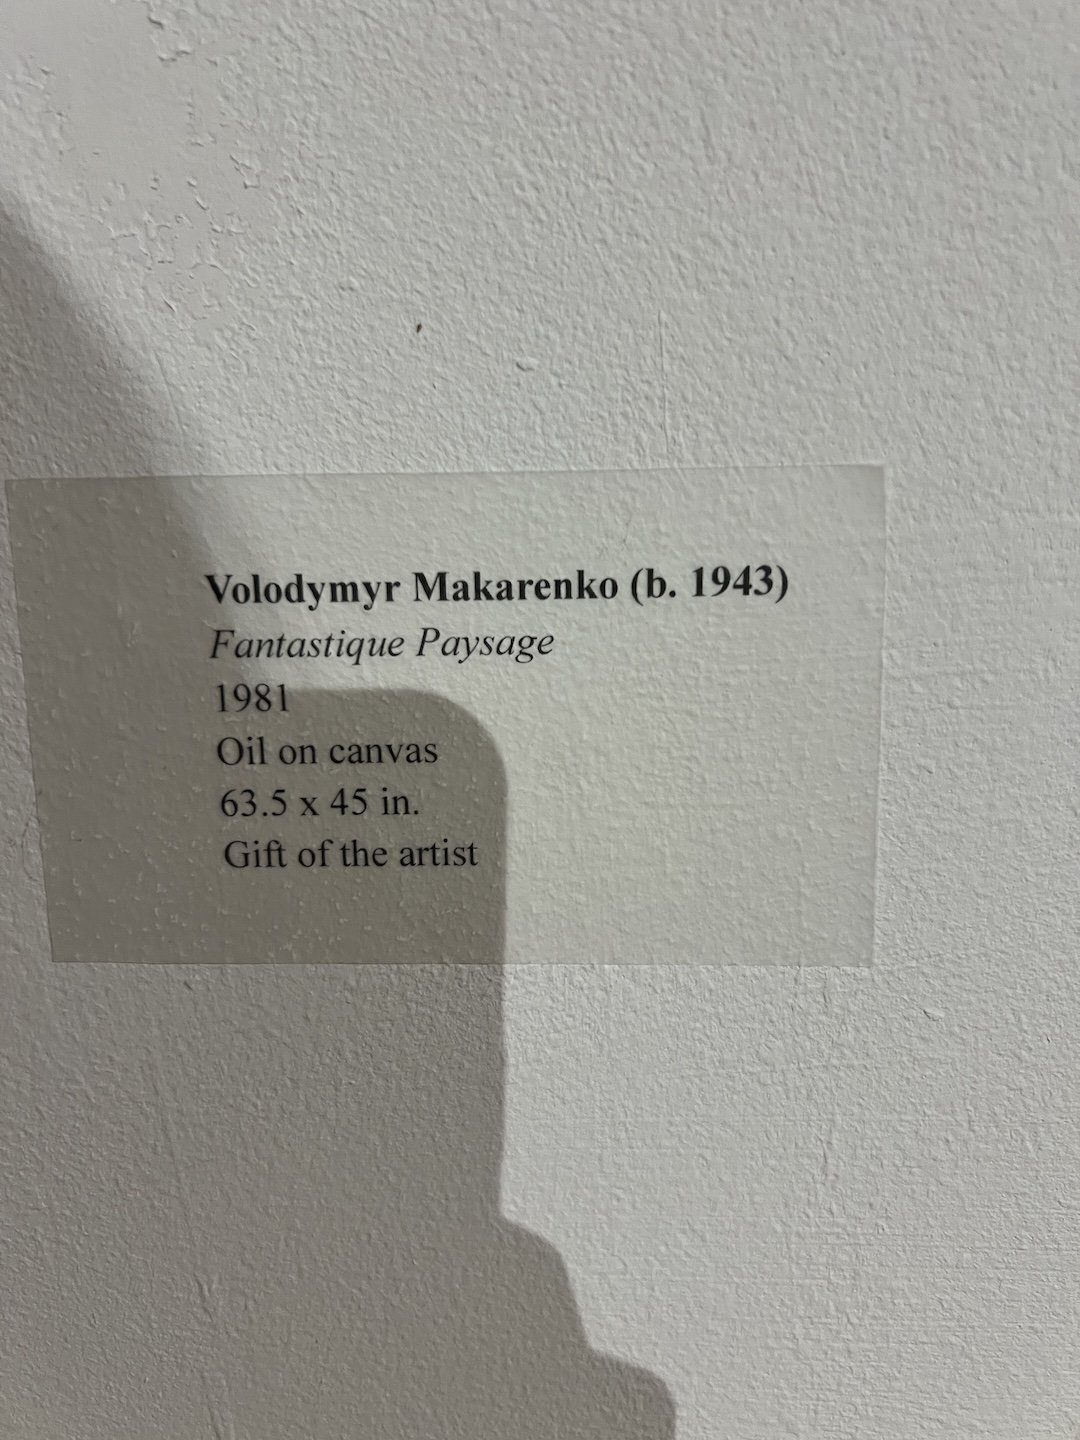 Volodymyr Makarenko (b. 1943)
Fantastique Paysage
1981
Oil on canvas
63.5 x 45 in.
Gift of the artist